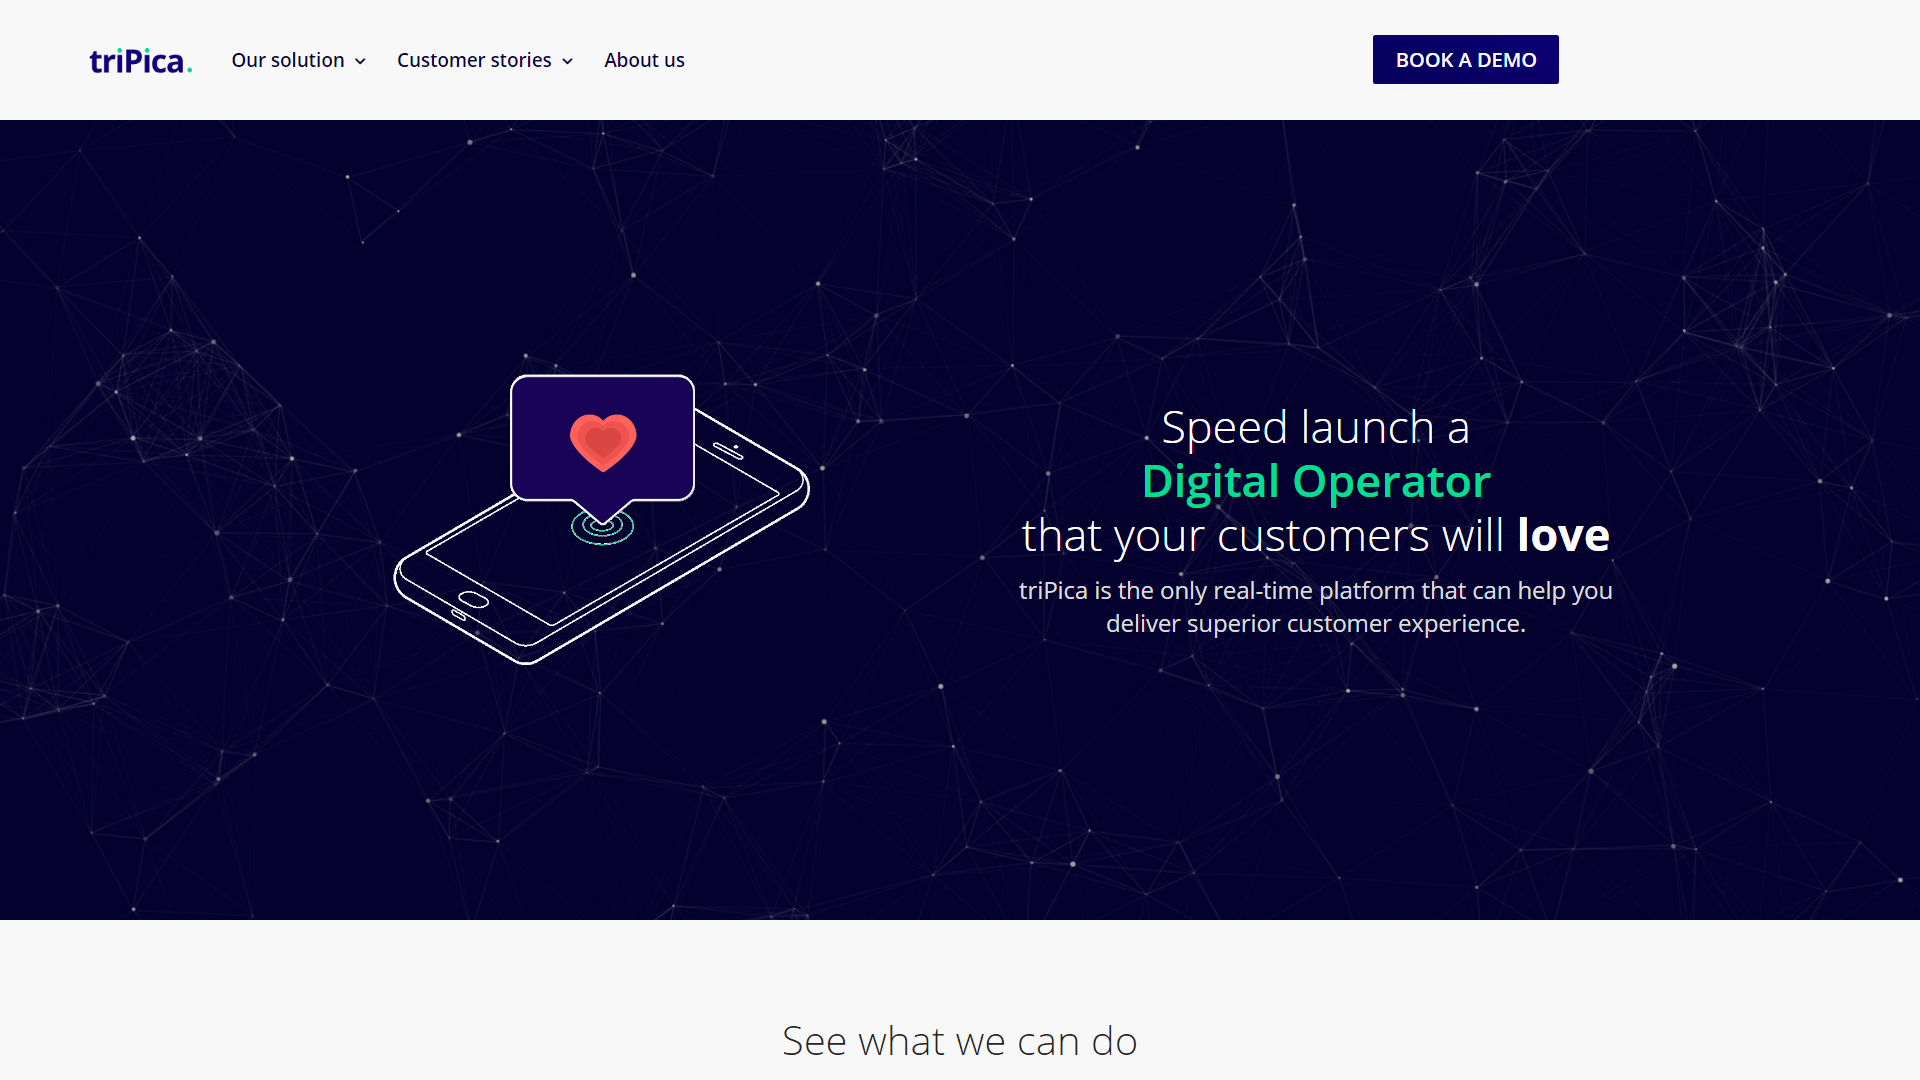 triPica.
Our solution
Customer stories
About us
BOOK A DEMO
Speed launch a
Digital Operator
that your customers will love
triPica is the only real-time platform that can help you
deliver superior customer experience.
See what we can do